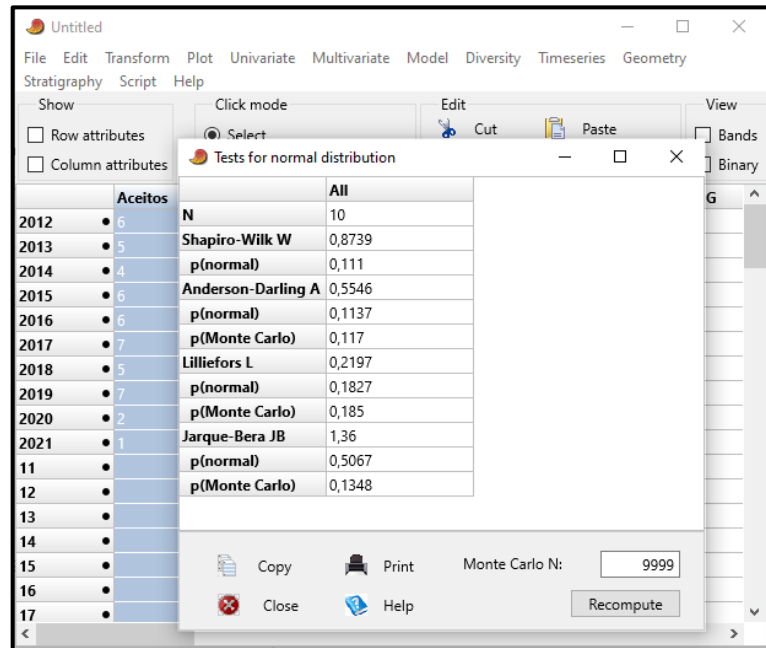 Untitled
File Edit Transform Plot Univariate Multivariate Model Diversity Timeseries Geometry
Stratigraphy Script Help
Show Click mode Edit View
Row attributes Select Cut Paste Bands
Column attributes Binary
Tests for normal distribution
Aceitos G
All
N 10
Shapiro-Wilk W 0,8739
p(normal) 0,111
Anderson-Darling A 0,5546
p(normal) 0,1137
p(Monte Carlo) 0,117
Lilliefors L 0,2197
p(normal) 0,1827
p(Monte Carlo) 0,185
Jarque-Bera JB 1,36
p(normal) 0,5067
p(Monte Carlo) 0,1348
2012 6
2013 5
2014 4
2015 6
2016 6
2017 7
2018 5
2019 7
2020 2
2021 1
11
12
13
14
15
16
17
Copy Print Monte Carlo N: 9999
Close Help Recompute